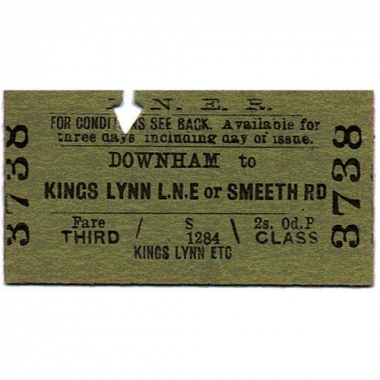 L. N. E. R.
FOR CONDITIONS SEE BACK. Available for
three days including day of issue.
DOWNHAM to
KINGS LYNN L.N.E or SMEETH RD
Fare / S \ 2s. 0d. P
THIRD 1284 CLASS
KINGS LYNN ETC
3738
3738